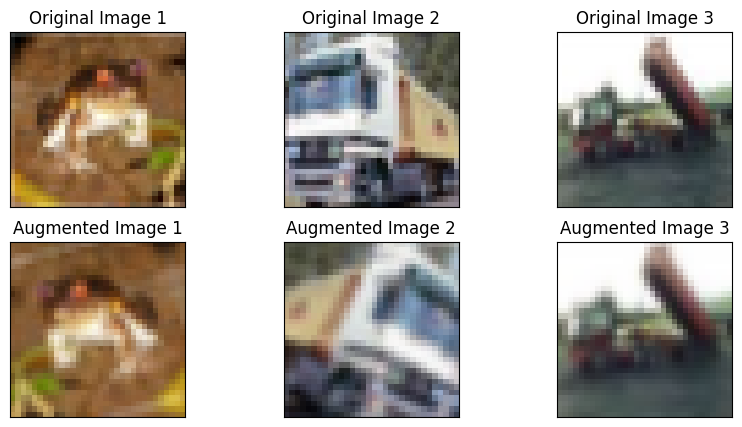 Original Image 1
Original Image 2
Original Image 3
Augmented Image 1
Augmented Image 2
Augmented Image 3